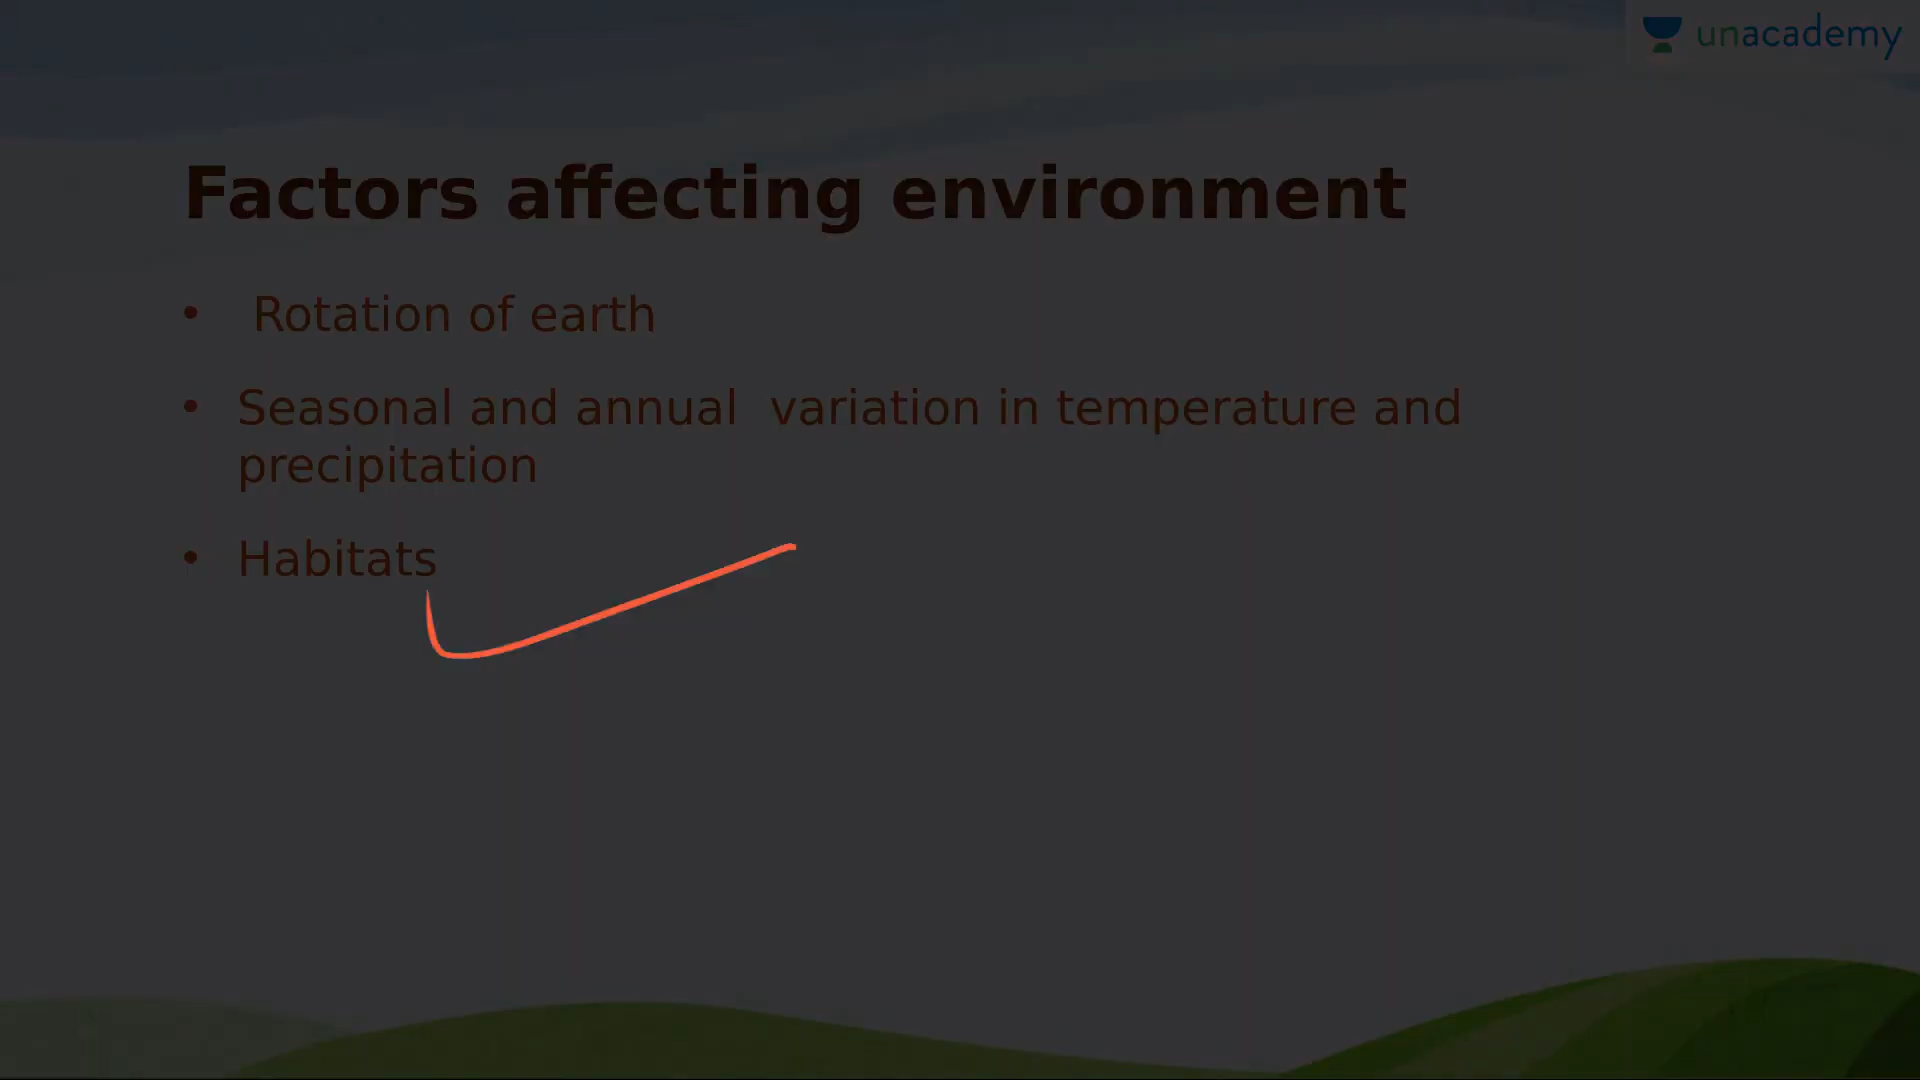 unacademy
Factors affecting environment
• Rotation of earth
• Seasonal and annual variation in temperature and
precipitation
• Habitats